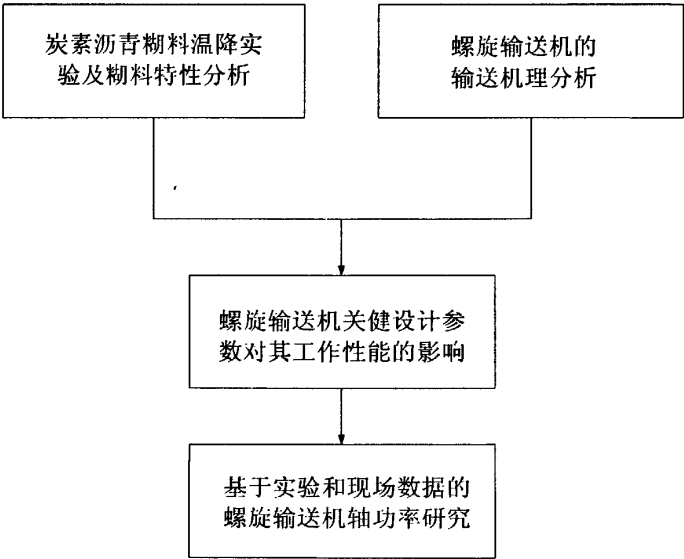 炭素沥青糊料温降实
验及糊料特性分析
螺旋输送机的
输送机理分析
螺旋输送机关健设计参
数对其工作性能的影响
基于实验和现场数据的
螺旋输送机轴功率研究